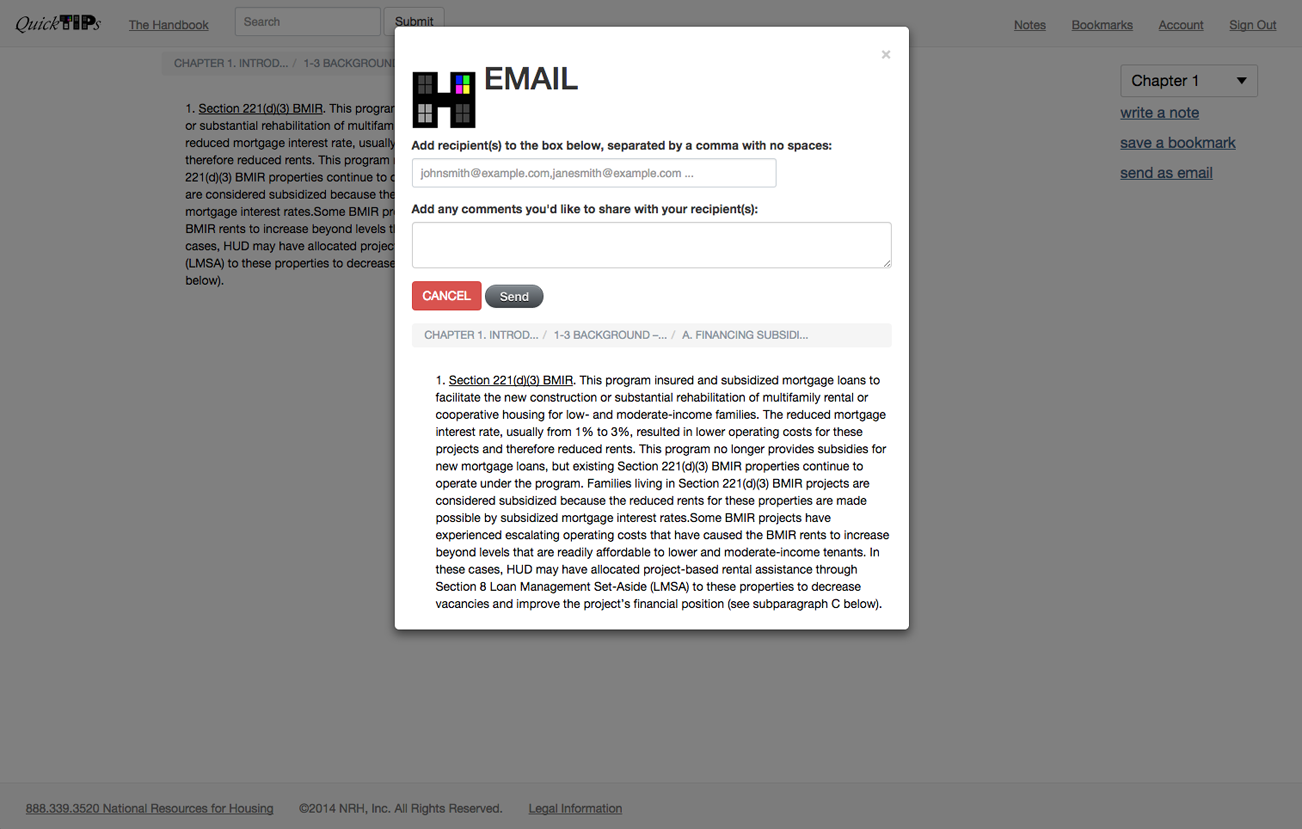 QuickTIPs The Handbook Search Submit Notes Bookmarks Account Sign Out
CHAPTER 1. INTROD... / 1-3 BACKGROUN
1. Section 221(d)(3) BMIR. This progra
or substantial rehabilitation of multifam
reduced mortgage interest rate, usually
therefore reduced rents. This program
221(d)(3) BMIR properties continue to
are considered subsidized because the
mortgage interest rates.Some BMIR pr
BMIR rents to increase beyond levels t
cases, HUD may have allocated projec
(LMSA) to these properties to decrease
below).
Chapter 1
write a note
save a bookmark
send as email
×
EMAIL
Add recipient(s) to the box below, separated by a comma with no spaces:
johnsmith@example.com,janesmith@example.com ...
Add any comments you'd like to share with your recipient(s):
CANCEL Send
CHAPTER 1. INTROD... / 1-3 BACKGROUND –... / A. FINANCING SUBSIDI...
1. Section 221(d)(3) BMIR. This program insured and subsidized mortgage loans to
facilitate the new construction or substantial rehabilitation of multifamily rental or
cooperative housing for low- and moderate-income families. The reduced mortgage
interest rate, usually from 1% to 3%, resulted in lower operating costs for these
projects and therefore reduced rents. This program no longer provides subsidies for
new mortgage loans, but existing Section 221(d)(3) BMIR properties continue to
operate under the program. Families living in Section 221(d)(3) BMIR projects are
considered subsidized because the reduced rents for these properties are made
possible by subsidized mortgage interest rates.Some BMIR projects have
experienced escalating operating costs that have caused the BMIR rents to increase
beyond levels that are readily affordable to lower and moderate-income tenants. In
these cases, HUD may have allocated project-based rental assistance through
Section 8 Loan Management Set-Aside (LMSA) to these properties to decrease
vacancies and improve the project's financial position (see subparagraph C below).
888.339.3520 National Resources for Housing ©2014 NRH, Inc. All Rights Reserved. Legal Information